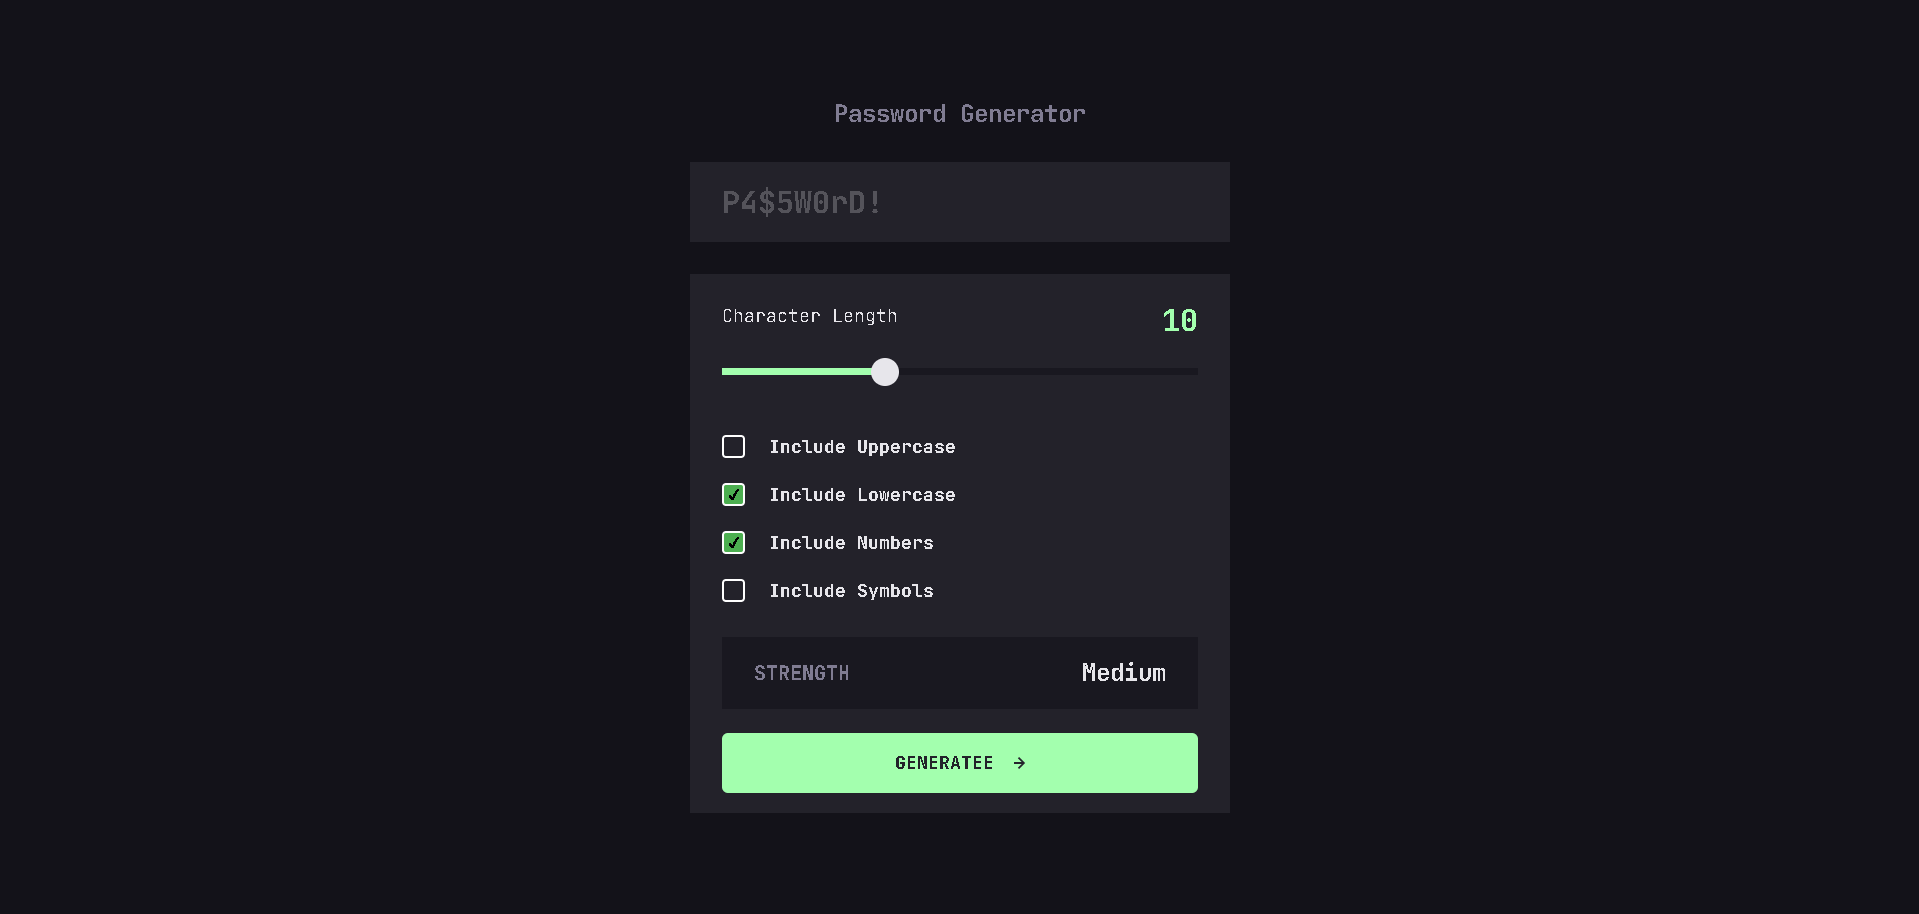 Password Generator
P4$5W0rD!
Character Length 10
Include Uppercase
Include Lowercase
Include Numbers
Include Symbols
STRENGTH Medium
GENERATEE →